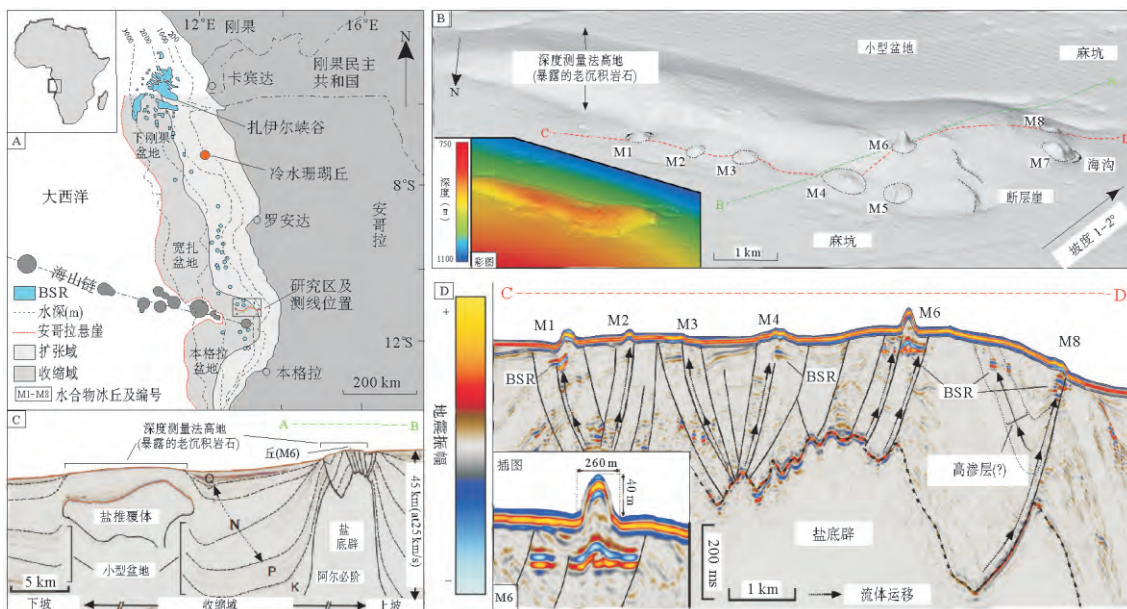 12°E
16°E
3000
2000
1000
200
刚果
N
刚果民主
共和国
卡宾达
扎伊尔峡谷
下刚果
盆地
A
冷水珊瑚丘
8°S
大西洋
罗安达
安哥拉
宽扎
盆地
海山链
研究区及
测线位置
BSR
水深(m)
安哥拉悬崖
扩张域
收缩域
M1-M8 水合物冰丘及编号
本格拉
盆地
12°S
本格拉
200 km
B
深度测量法高地
(暴露的老沉积岩石)
小型盆地
麻坑
N
A
C
M1
M2
M3
M6
M8
D
M7
海沟
M4
M5
B
断层崖
麻坑
1 km
坡度 1-2°
750
深度(m)
1100
彩图
C
深度测量法高地
(暴露的老沉积岩石)
A
B
丘(M6)
Q
盐推覆体
N
盐
底辟
小型盆地
P
阿尔必阶
K
5 km
45 km(at25 km/s)
下坡
收缩域
上坡
D
+
地震振幅
−
C
D
M1
M2
M3
M4
M6
M8
BSR
BSR
BSR
高渗层(?)
插图
260 m
40 m
M6
盐底辟
200 ms
1 km
流体运移